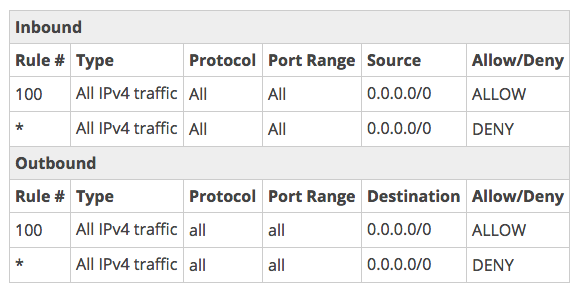 Inbound
Rule # Type Protocol Port Range Source Allow/Deny
100 All IPv4 traffic All All 0.0.0.0/0 ALLOW
* All IPv4 traffic All All 0.0.0.0/0 DENY
Outbound
Rule # Type Protocol Port Range Destination Allow/Deny
100 All IPv4 traffic all all 0.0.0.0/0 ALLOW
* All IPv4 traffic all all 0.0.0.0/0 DENY